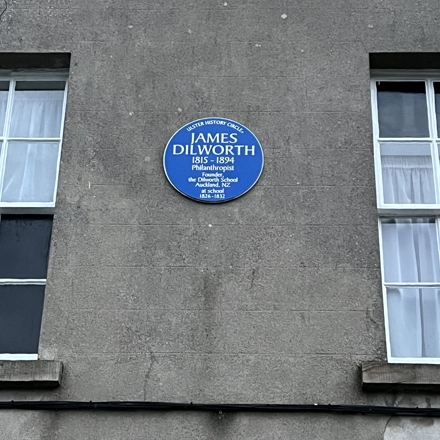 ULSTER HISTORY CIRCLE
JAMES
DILWORTH
1815 - 1894
Philanthropist
Founder,
the Dilworth School
Auckland, NZ
at school
1826 - 1832